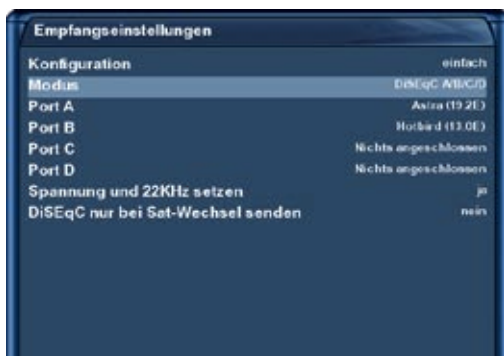 Empfangseinstellungen
Konfiguration einfach
Modus DiSEqC A/B/C/D
Port A Astra (19.2E)
Port B Hotbird (13.0E)
Port C Nichts angeschlossen
Port D Nichts angeschlossen
Spannung und 22KHz setzen ja
DiSEqC nur bei Sat-Wechsel senden nein